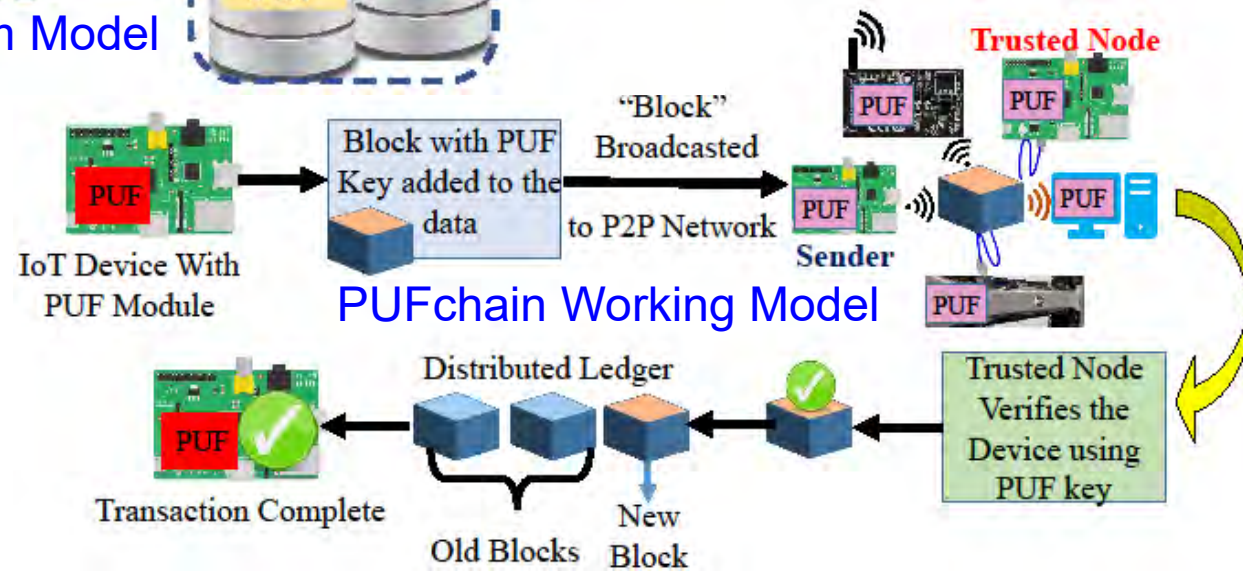 Model
PUF
IoT Device With
PUF Module
Block with PUF
Key added to the
data
“Block”
Broadcasted
to P2P Network
PUF
Sender
PUF
Trusted Node
PUF
PUF
PUF
PUFchain Working Model
Trusted Node
Verifies the
Device using
PUF key
Distributed Ledger
New
Block
Old Blocks
PUF
Transaction Complete